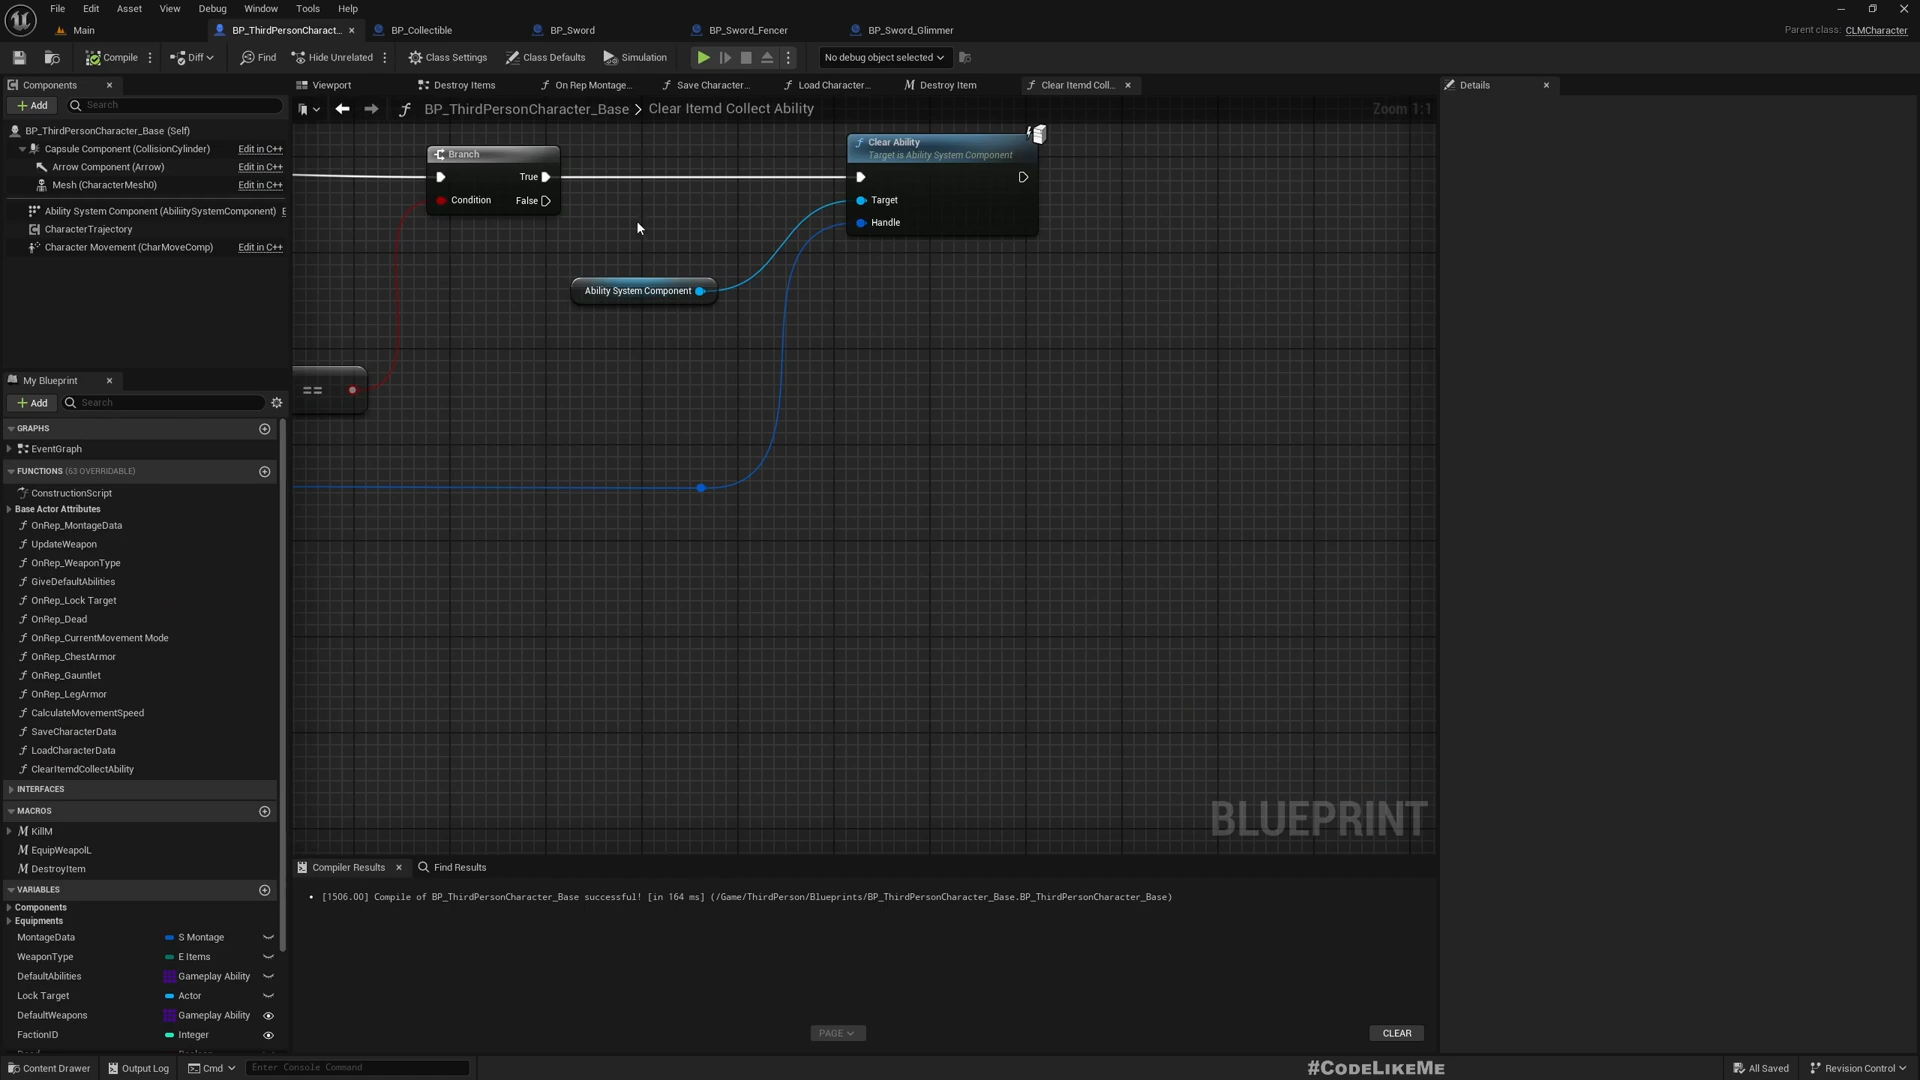 File Edit Asset View Debug Window Tools Help
Main BP_ThirdPersonCharact... BP_Collectible BP_Sword BP_Sword_Fencer BP_Sword_Glimmer Parent class: CLMCharacter
Compile Diff Find Hide Unrelated Class Settings Class Defaults Simulation No debug object selected
Components
Add Search
BP_ThirdPersonCharacter_Base (Self)
Capsule Component (CollisionCylinder) Edit in C++
Arrow Component (Arrow) Edit in C++
Mesh (CharacterMesh0) Edit in C++
Ability System Component (AbilitySystemComponent) E
CharacterTrajectory
Character Movement (CharMoveComp) Edit in C++
My Blueprint
Add Search
GRAPHS
EventGraph
FUNCTIONS (63 OVERRIDABLE)
ConstructionScript
Base Actor Attributes
OnRep_MontageData
UpdateWeapon
OnRep_WeaponType
GiveDefaultAbilities
OnRep_Lock Target
OnRep_Dead
OnRep_CurrentMovement Mode
OnRep_ChestArmor
OnRep_Gauntlet
OnRep_LegArmor
CalculateMovementSpeed
SaveCharacterData
LoadCharacterData
ClearItemdCollectAbility
INTERFACES
MACROS
KillM
EquipWeapolL
DestroyItem
VARIABLES
Components
Equipments
MontageData S Montage
WeaponType E Items
DefaultAbilities Gameplay Ability
Lock Target Actor
DefaultWeapons Gameplay Ability
FactionID Integer
Viewport Destroy Items On Rep Montage... Save Character... Load Character... Destroy Item Clear Itemd Coll...
BP_ThirdPersonCharacter_Base > Clear Itemd Collect Ability
Zoom 1:1
Branch
True
Condition False
Clear Ability
Target is Ability System Component
Target
Handle
Ability System Component
==
BLUEPRINT
Compiler Results Find Results
[1506.00] Compile of BP_ThirdPersonCharacter_Base successful! [in 164 ms] (/Game/ThirdPerson/Blueprints/BP_ThirdPersonCharacter_Base.BP_ThirdPersonCharacter_Base)
PAGE
CLEAR
Details
Content Drawer Output Log Cmd Enter Console Command #CODELIKEME All Saved Revision Control